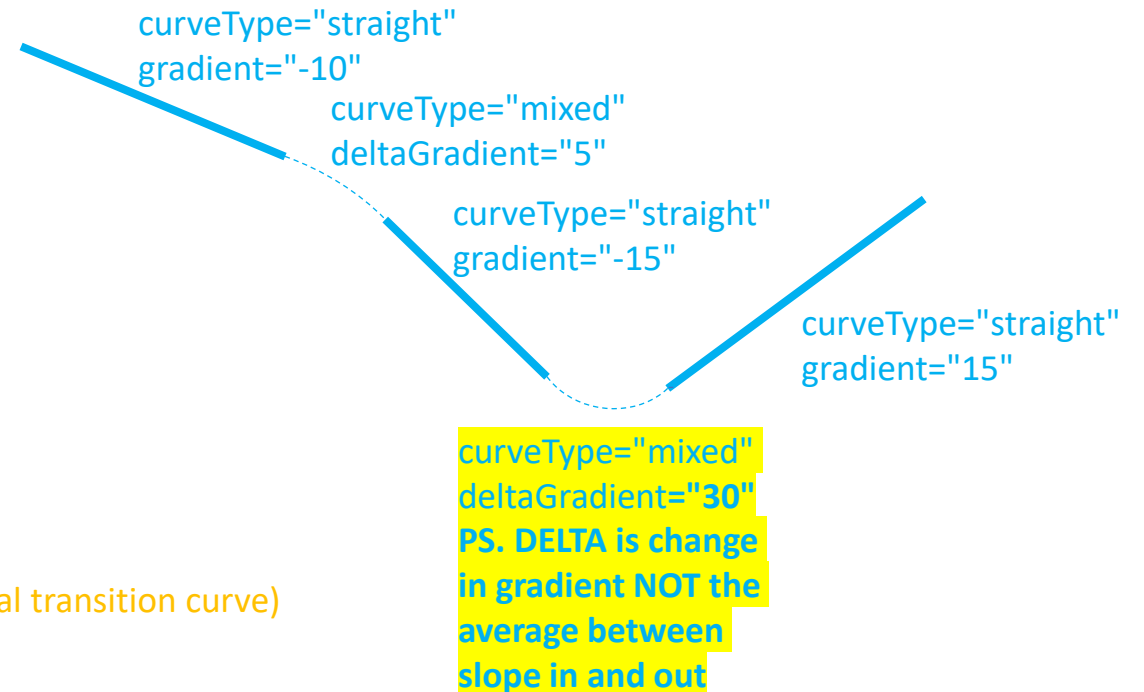 curveType="straight"
gradient="-10"
curveType="mixed"
deltaGradient="5"
curveType="straight"
gradient="-15"
curveType="straight"
gradient="15"
curveType="mixed"
deltaGradient="30"
PS. DELTA is change
in gradient NOT the
average between
slope in and out
al transition curve)